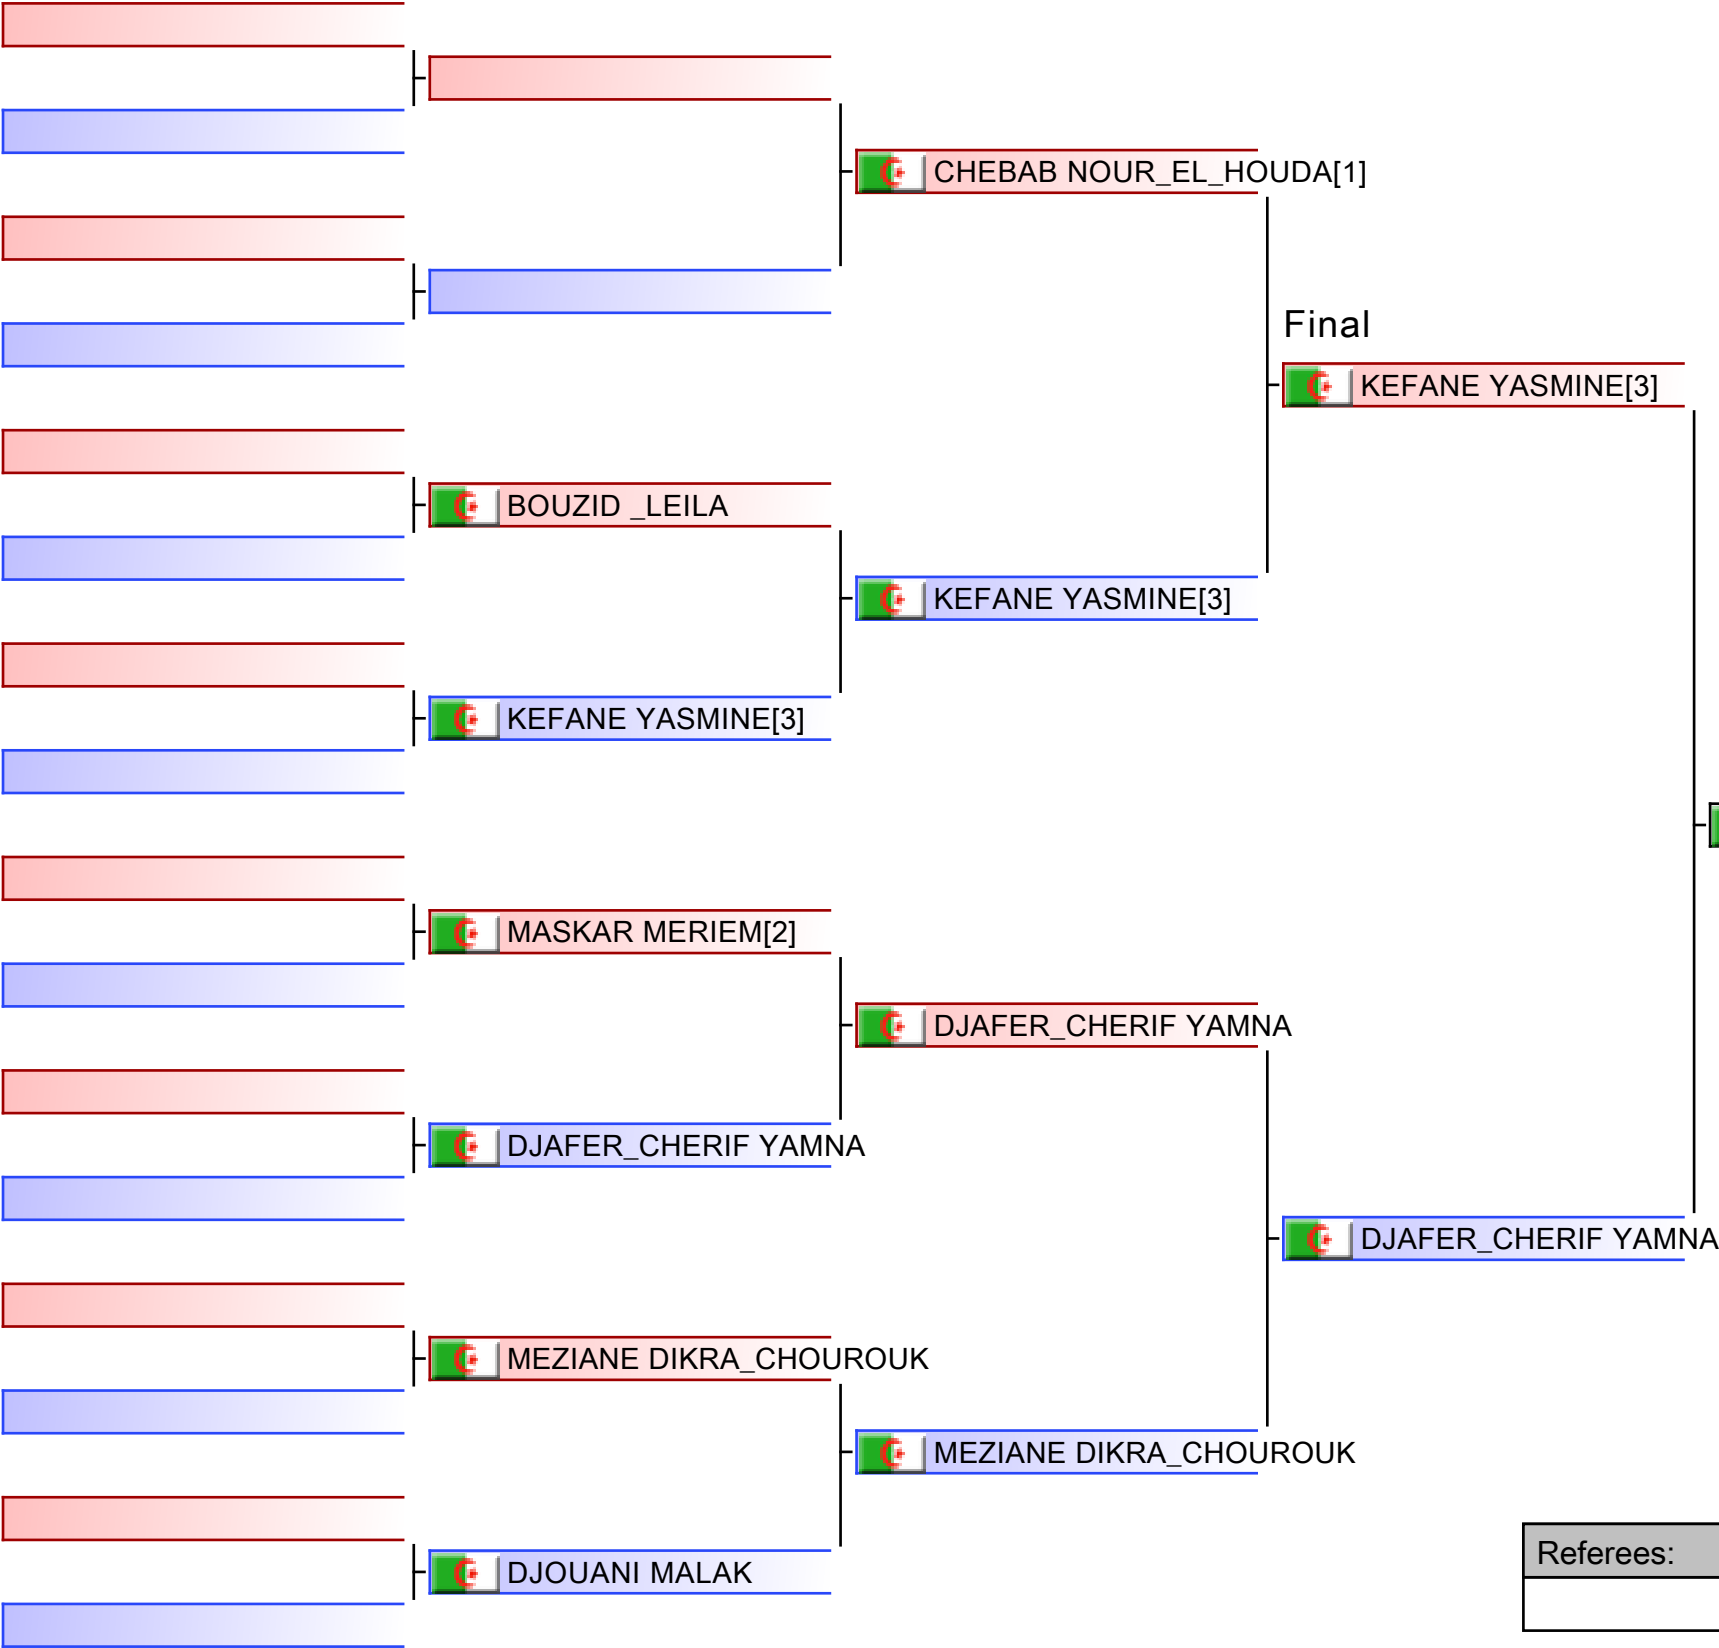 CHEBAB NOUR_EL_HOUDA[1]
Final
KEFANE YASMINE[3]
BOUZID _LEILA
KEFANE YASMINE[3]
KEFANE YASMINE[3]
MASKAR MERIEM[2]
DJAFER_CHERIF YAMNA
DJAFER_CHERIF YAMNA
DJAFER_CHERIF YAMNA
MEZIANE DIKRA_CHOUROUK
MEZIANE DIKRA_CHOUROUK
DJOUANI MALAK
Referees: